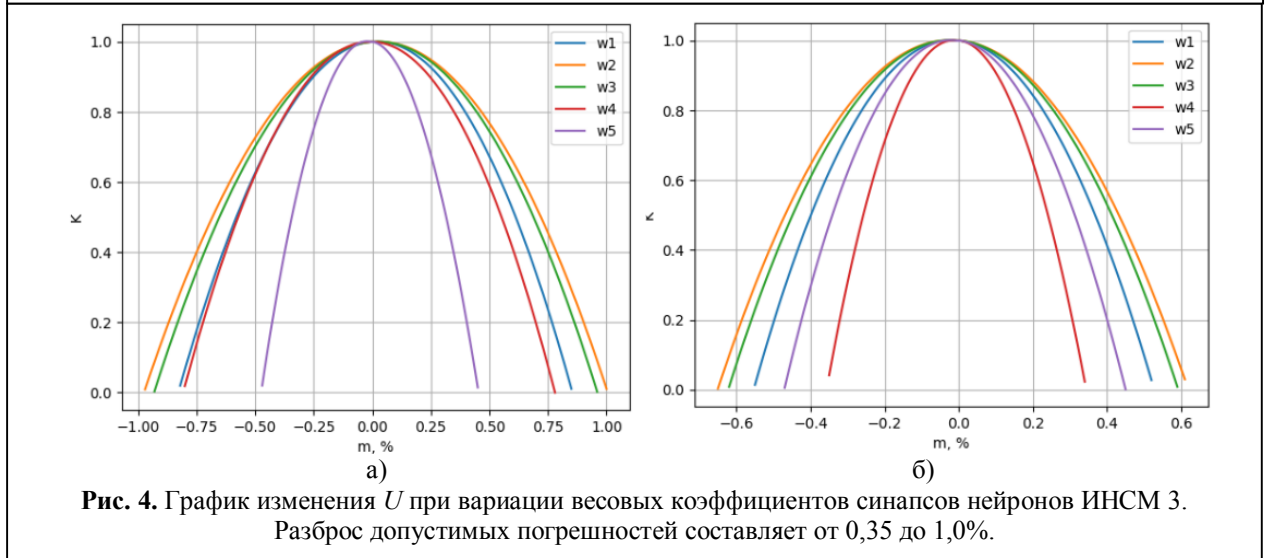 1.0
0.8
0.6
0.4
0.2
0.0
K
w1
w2
w3
w4
w5
−1.00 −0.75 −0.50 −0.25 0.00 0.25 0.50 0.75 1.00
m, %
а)
1.0
0.8
0.6
0.4
0.2
0.0
K
w1
w2
w3
w4
w5
−0.6 −0.4 −0.2 0.0 0.2 0.4 0.6
m, %
б)
Рис. 4. График изменения U при вариации весовых коэффициентов синапсов нейронов ИНСМ 3.
Разброс допустимых погрешностей составляет от 0,35 до 1,0%.